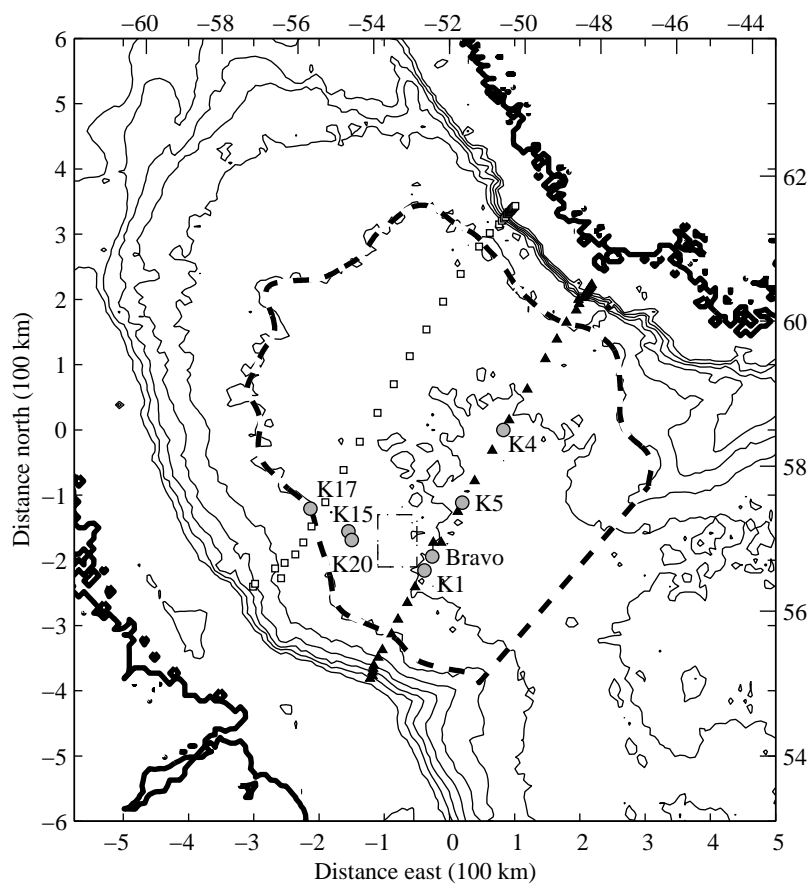 −60 −58 −56 −54 −52 −50 −48 −46 −44
6
5
4
62
3
2
60
1
0
K4
−1
58
K17
K5
K15
−2
K20
Bravo
K1
56
−3
−4
−5
54
−6
−5 −4 −3 −2 −1 0 1 2 3 4 5
Distance east (100 km)
Distance north (100 km)